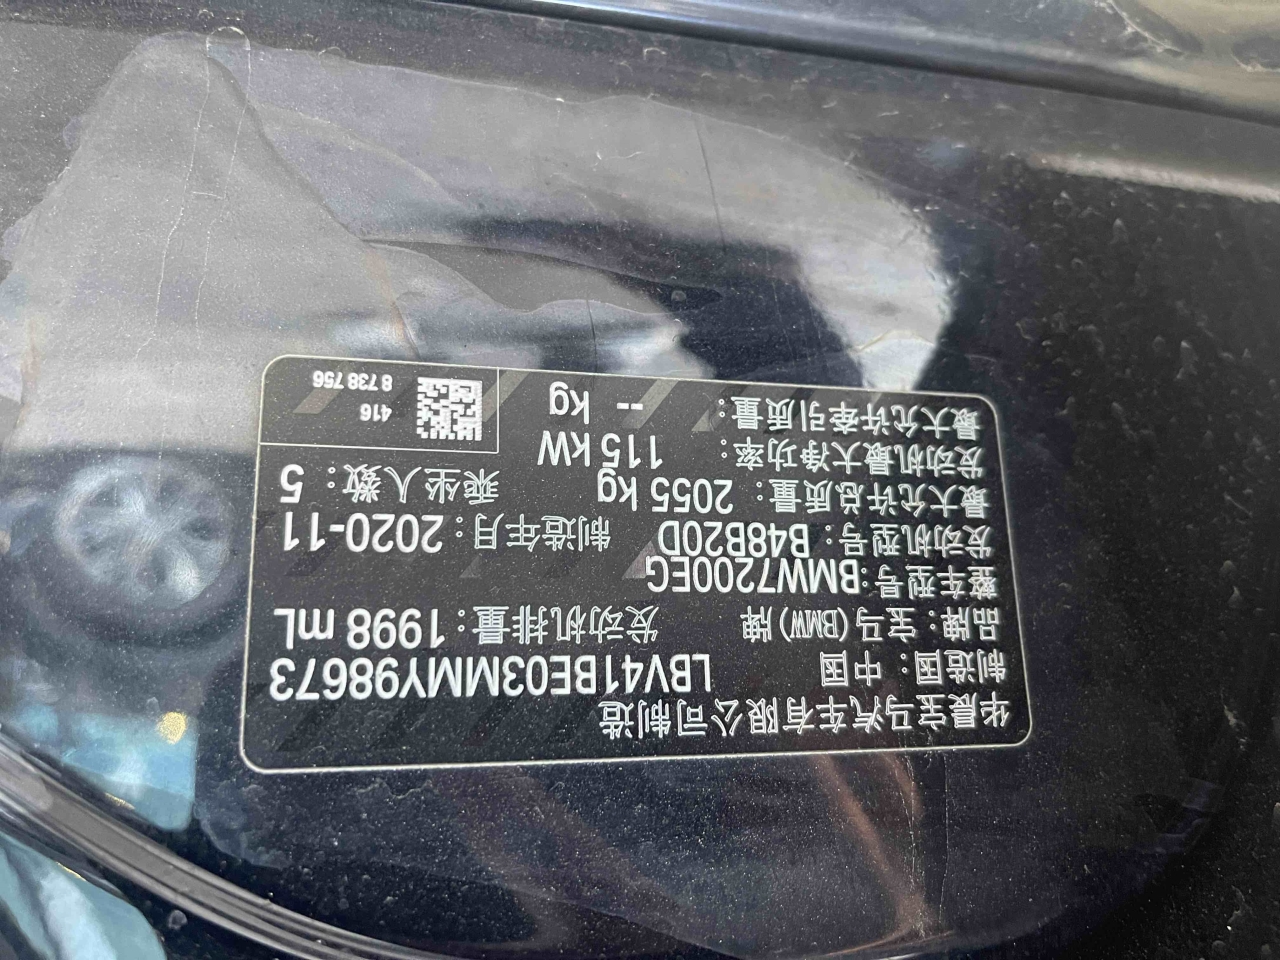 华晨宝马汽车有限公司制造
制造国：中国 LBV41BE03MMY98673
品牌：宝马(BMW)牌 发动机排量：1998 mL
整车型号：BMW7200EG
发动机型号：B48B20D 制造年月：2020-11
最大允许总质量：2055 kg 乘坐人数：5
发动机最大净功率：115 kW
最大允许牵引质量：-- kg
416
8 738 756